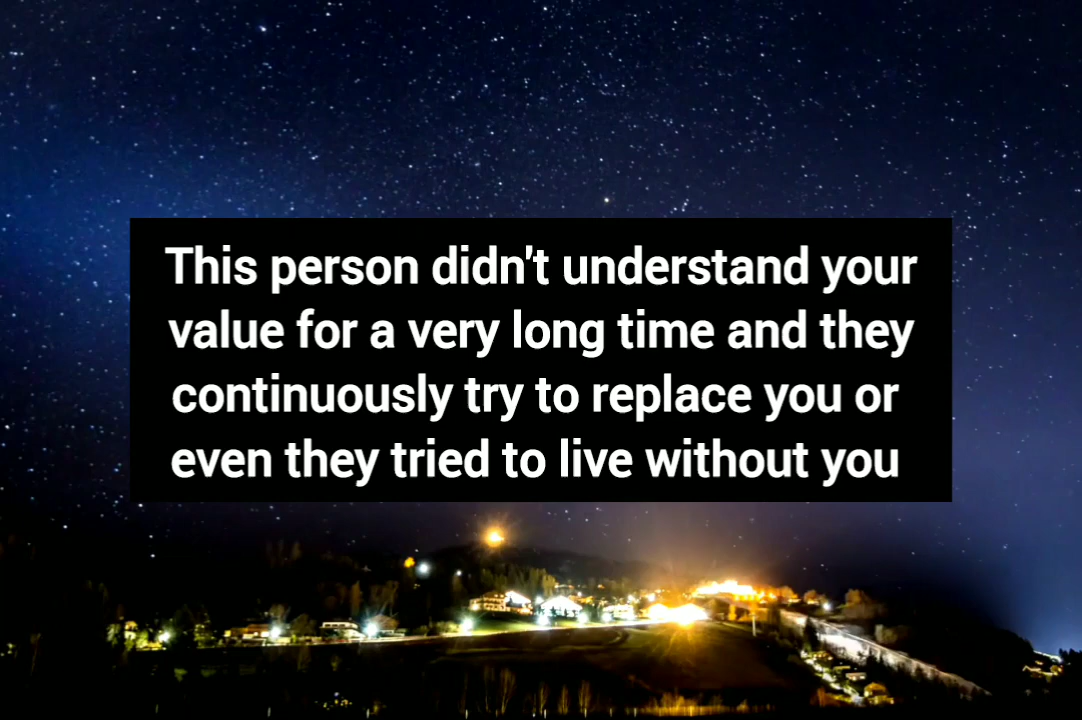 This person didn't understand your
value for a very long time and they
continuously try to replace you or
even they tried to live without you